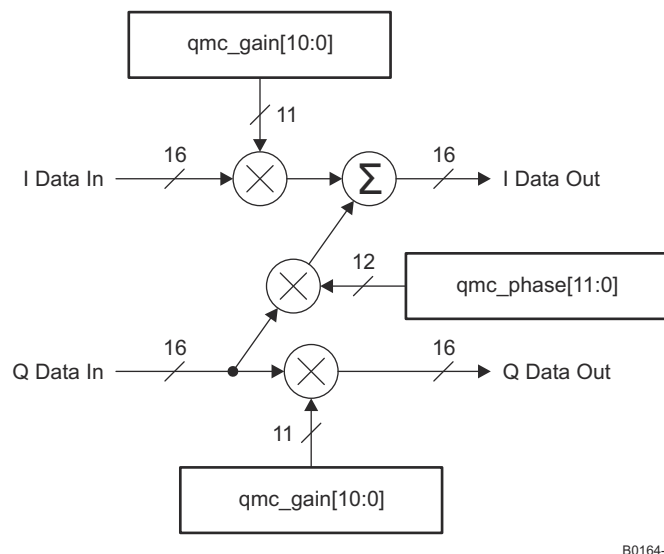 qmc_gain[10:0]
11
16
16
I Data In
Σ
I Data Out
12
qmc_phase[11:0]
16
16
Q Data In
Q Data Out
11
qmc_gain[10:0]
B0164-